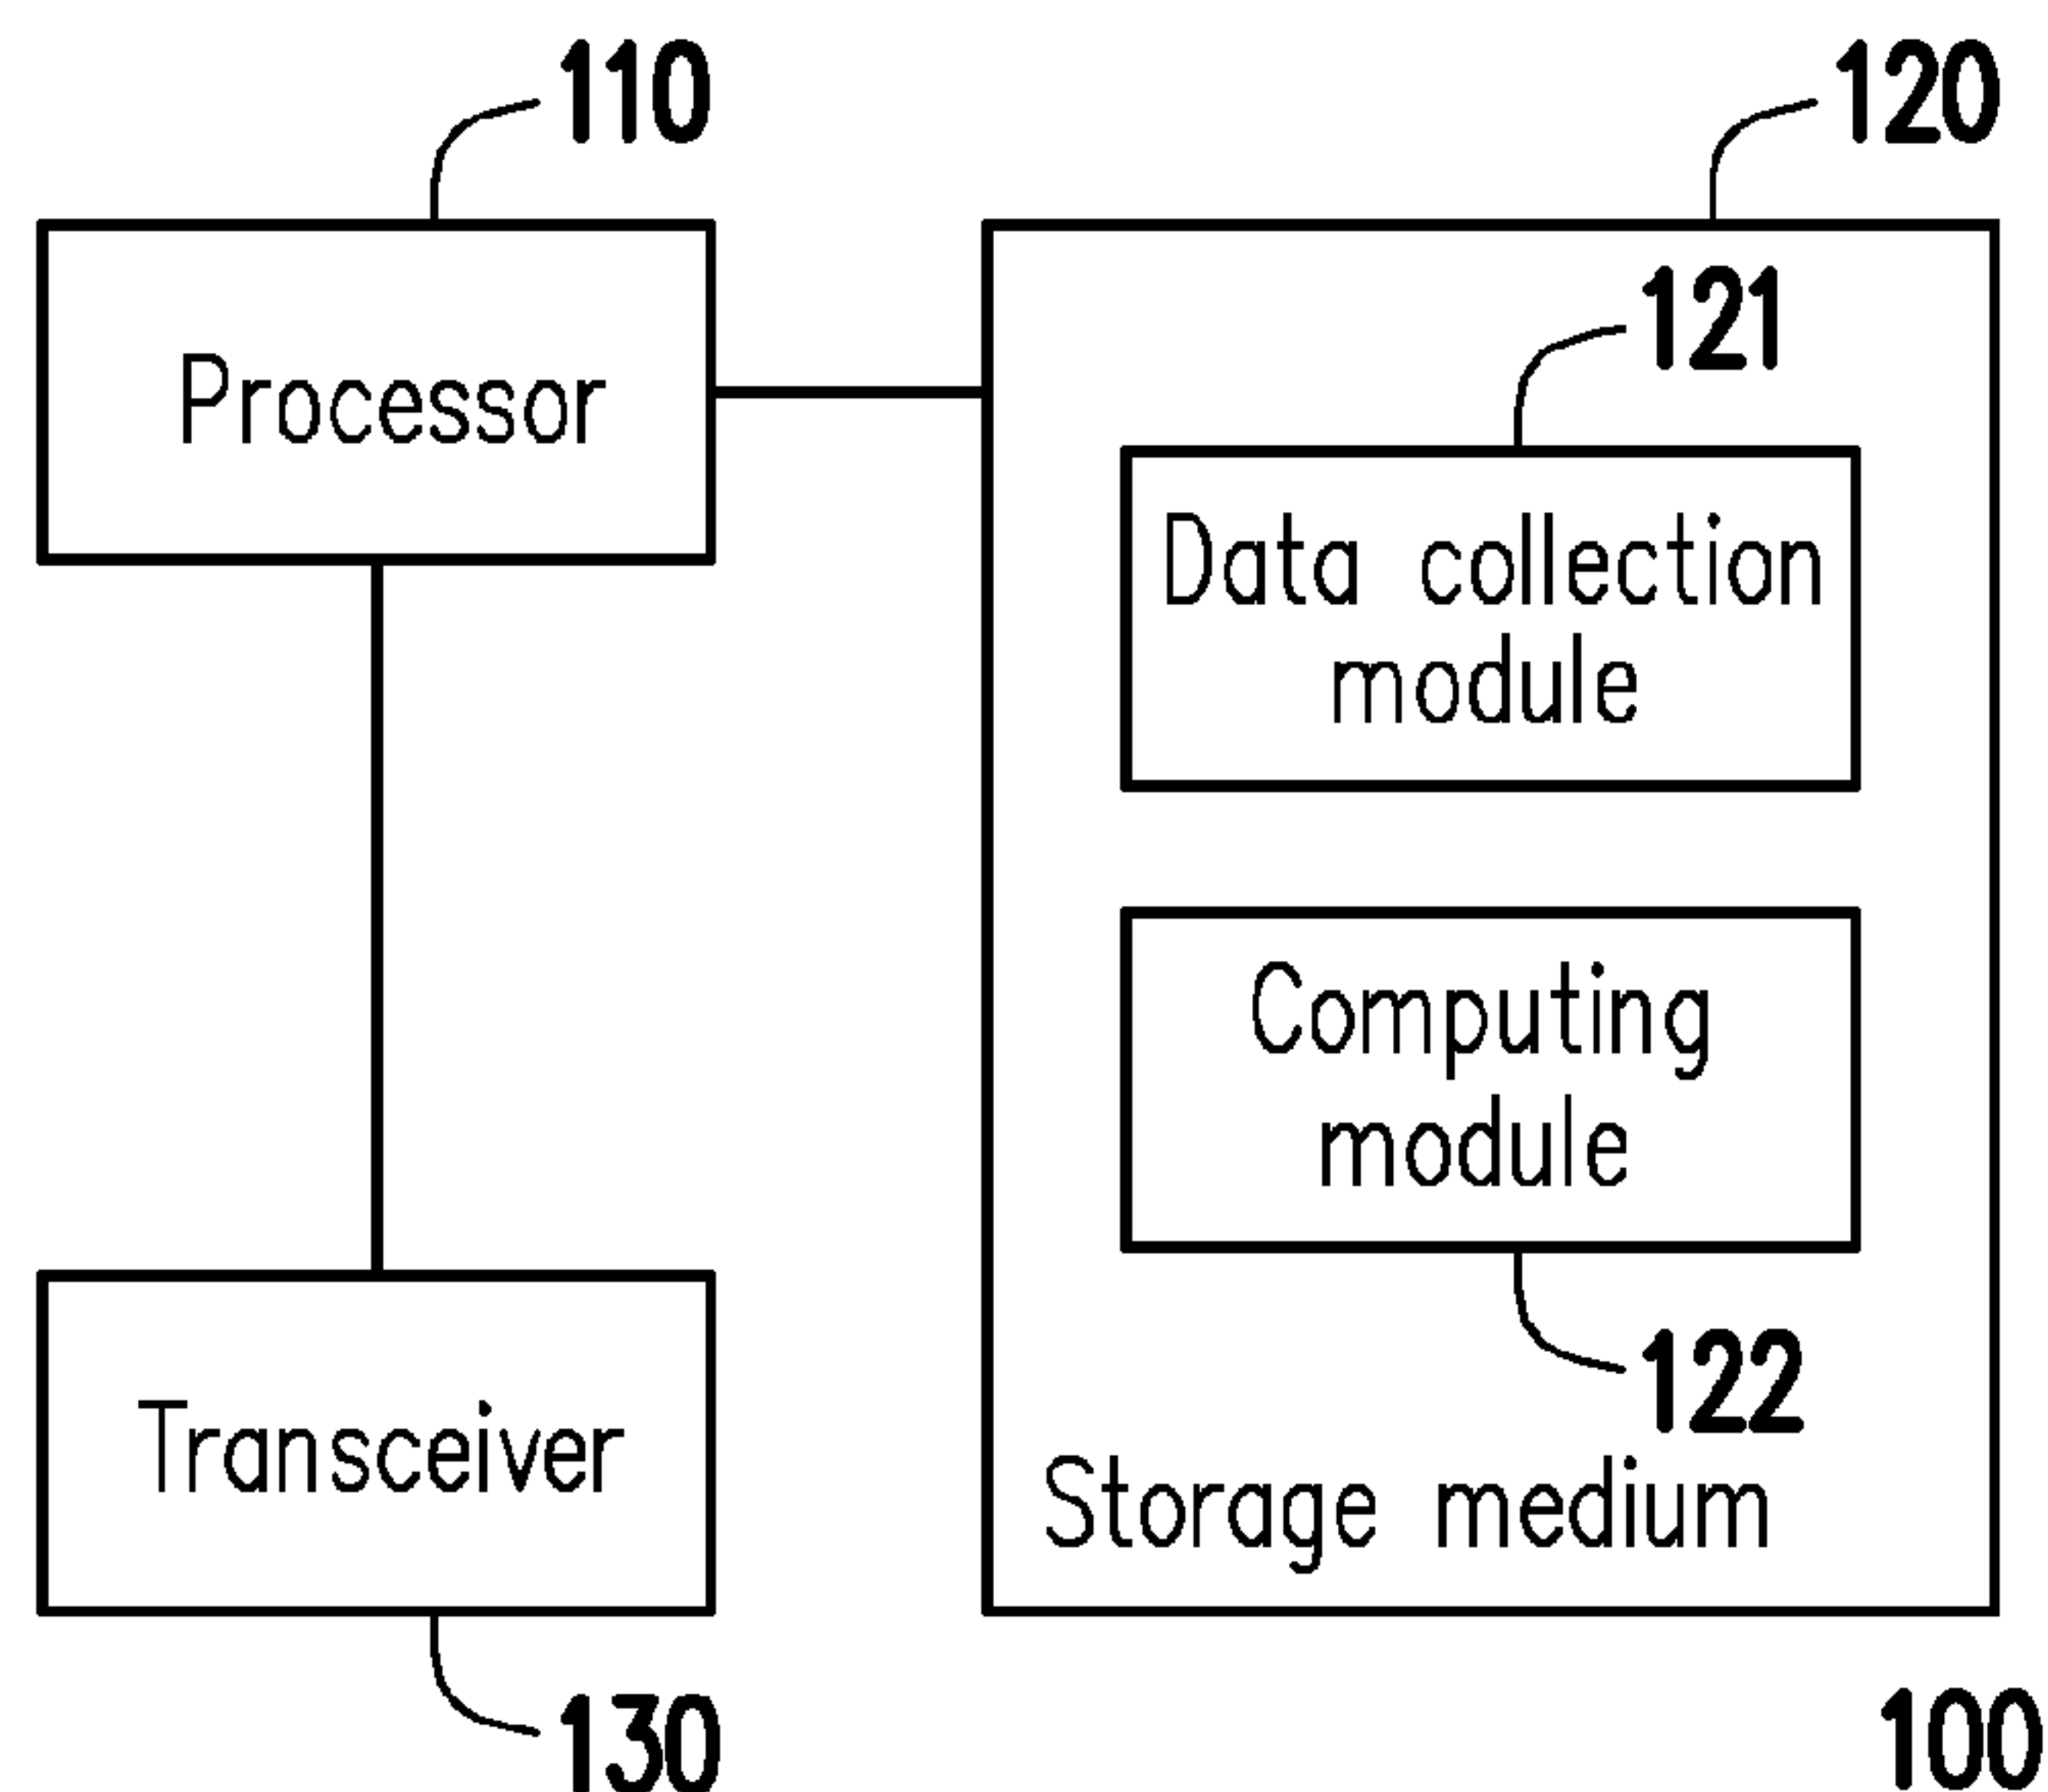 110
120
Processor
121
Data collection
module
Computing
module
122
Transceiver
Storage medium
130
100